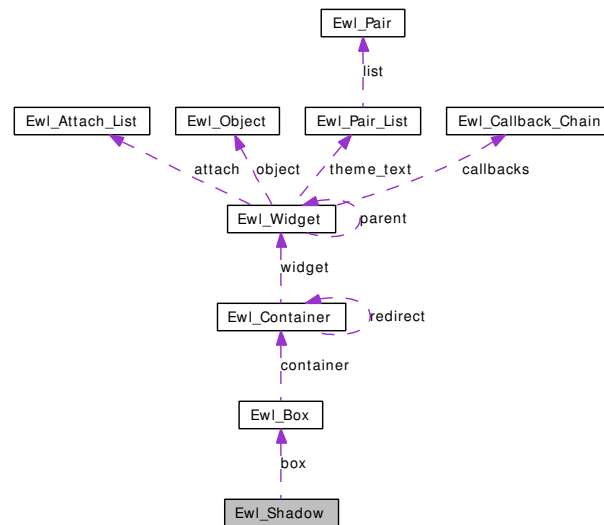 Ewl_Pair
list
Ewl_Attach_List
Ewl_Object
Ewl_Pair_List
Ewl_Callback_Chain
attach
object
theme_text
callbacks
Ewl_Widget
parent
widget
Ewl_Container
redirect
container
Ewl_Box
box
Ewl_Shadow